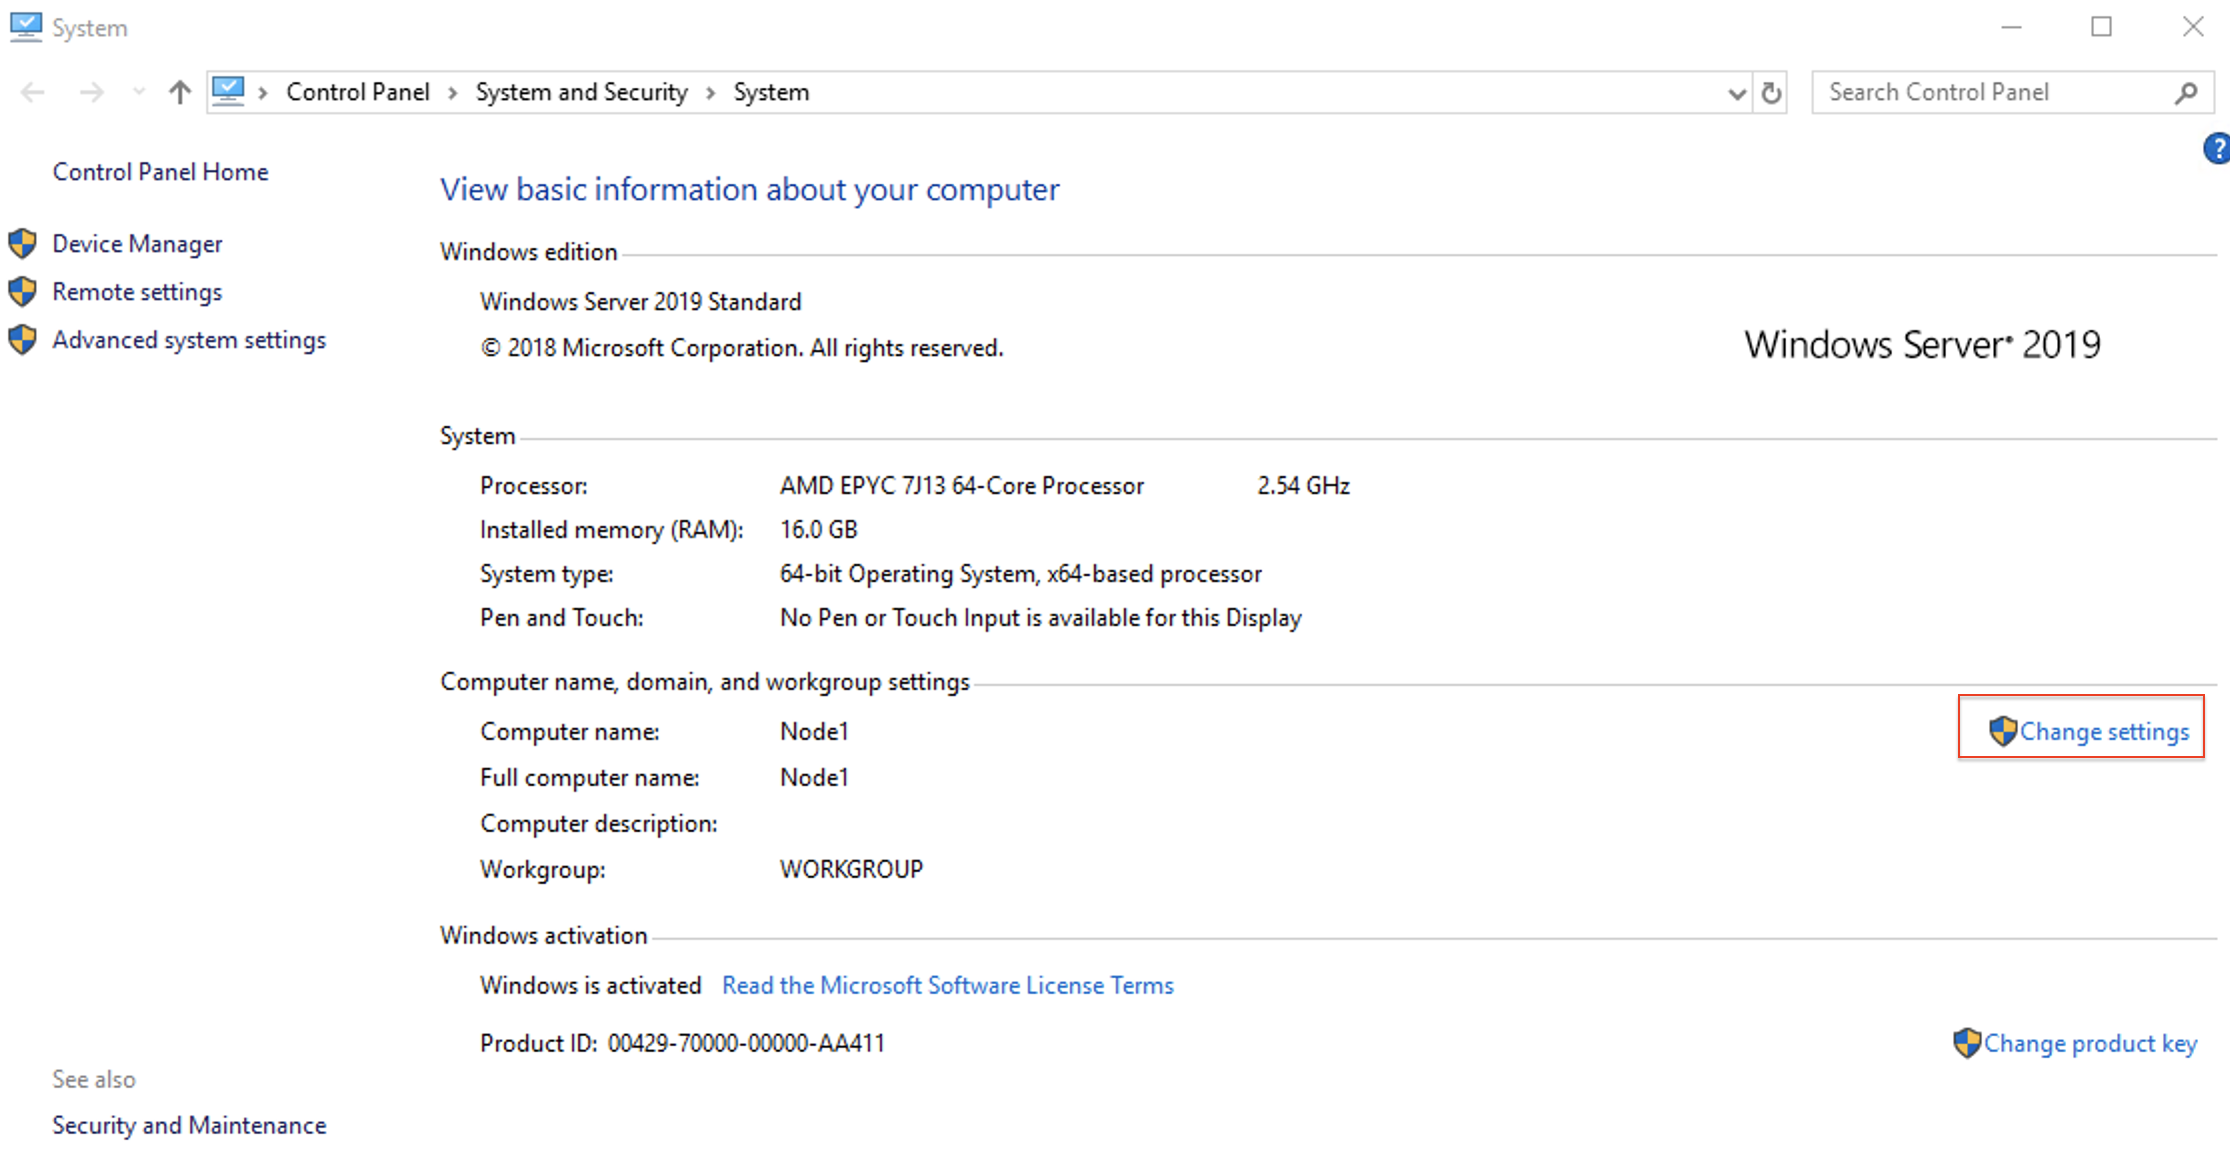 System
Control Panel System and Security System
Search Control Panel
?
Control Panel Home
Device Manager
Remote settings
Advanced system settings
See also
Security and Maintenance
View basic information about your computer
Windows edition
Windows Server 2019 Standard
© 2018 Microsoft Corporation. All rights reserved.
Windows Server® 2019
System
Processor: AMD EPYC 7J13 64-Core Processor 2.54 GHz
Installed memory (RAM): 16.0 GB
System type: 64-bit Operating System, x64-based processor
Pen and Touch: No Pen or Touch Input is available for this Display
Computer name, domain, and workgroup settings
Computer name: Node1
Change settings
Full computer name: Node1
Computer description:
Workgroup: WORKGROUP
Windows activation
Windows is activated Read the Microsoft Software License Terms
Product ID: 00429-70000-00000-AA411
Change product key